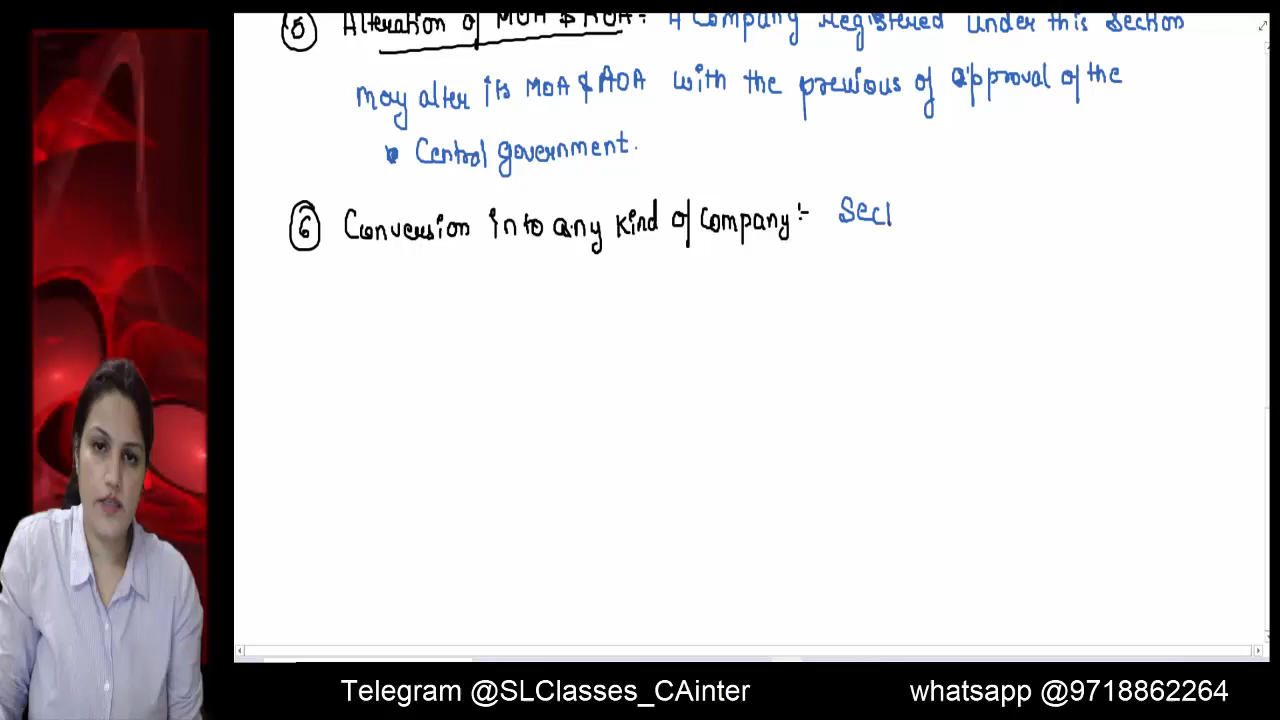 ⑤ Alteration of MOA & AOA:- A Company Registered under this Section
may alter its MOA & AOA with the previous of approval of the
Central government.
⑥ Conversion into any kind of Company:- Sec
Telegram @SLClasses_CAinter whatsapp @9718862264